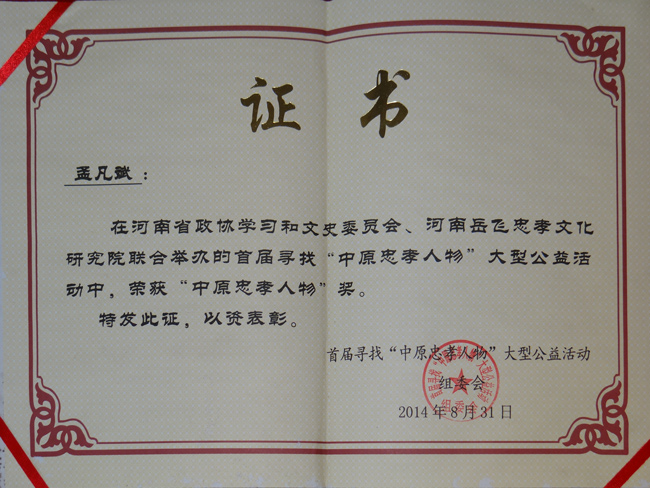 证书
孟凡斌：
在河南省政协学习和文史委员会、河南岳飞忠孝文化
研究院联合举办的首届寻找“中原忠孝人物”大型公益活
动中，荣获“中原忠孝人物”奖。
特发此证，以资表彰。
首届寻找“中原忠孝人物”大型公益活动
组委会
2014年8月31日
组委会